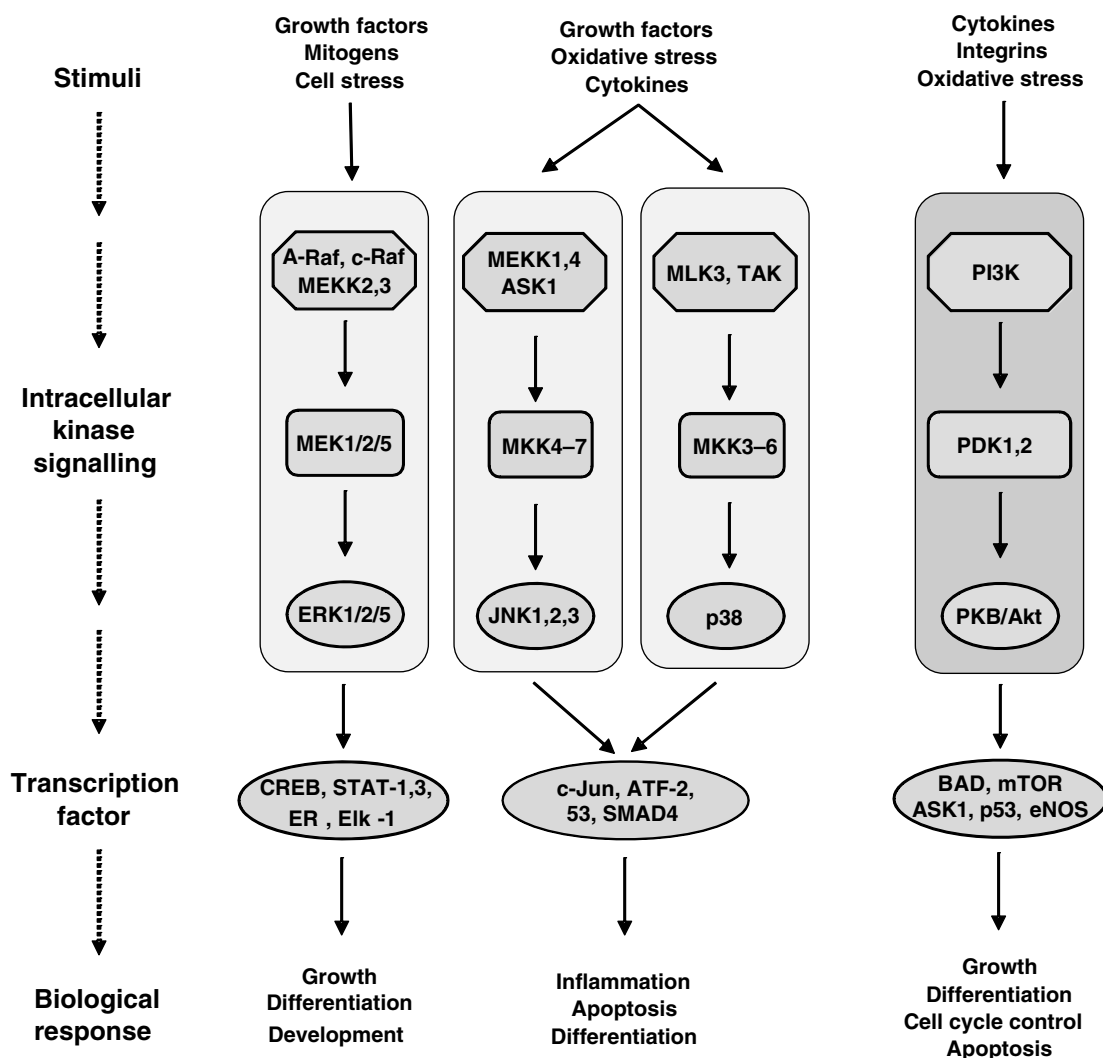 Stimuli
Intracellular
kinase
signalling
Transcription
factor
Biological
response
Growth factors
Mitogens
Cell stress
A-Raf, c-Raf
MEKK2,3
MEK1/2/5
ERK1/2/5
CREB, STAT-1,3,
ER , Elk -1
Growth
Differentiation
Development
Growth factors
Oxidative stress
Cytokines
MEKK1,4
ASK1
MKK4–7
JNK1,2,3
MLK3, TAK
MKK3–6
p38
c-Jun, ATF-2,
53, SMAD4
Inflammation
Apoptosis
Differentiation
Cytokines
Integrins
Oxidative stress
PI3K
PDK1,2
PKB/Akt
BAD, mTOR
ASK1, p53, eNOS
Growth
Differentiation
Cell cycle control
Apoptosis